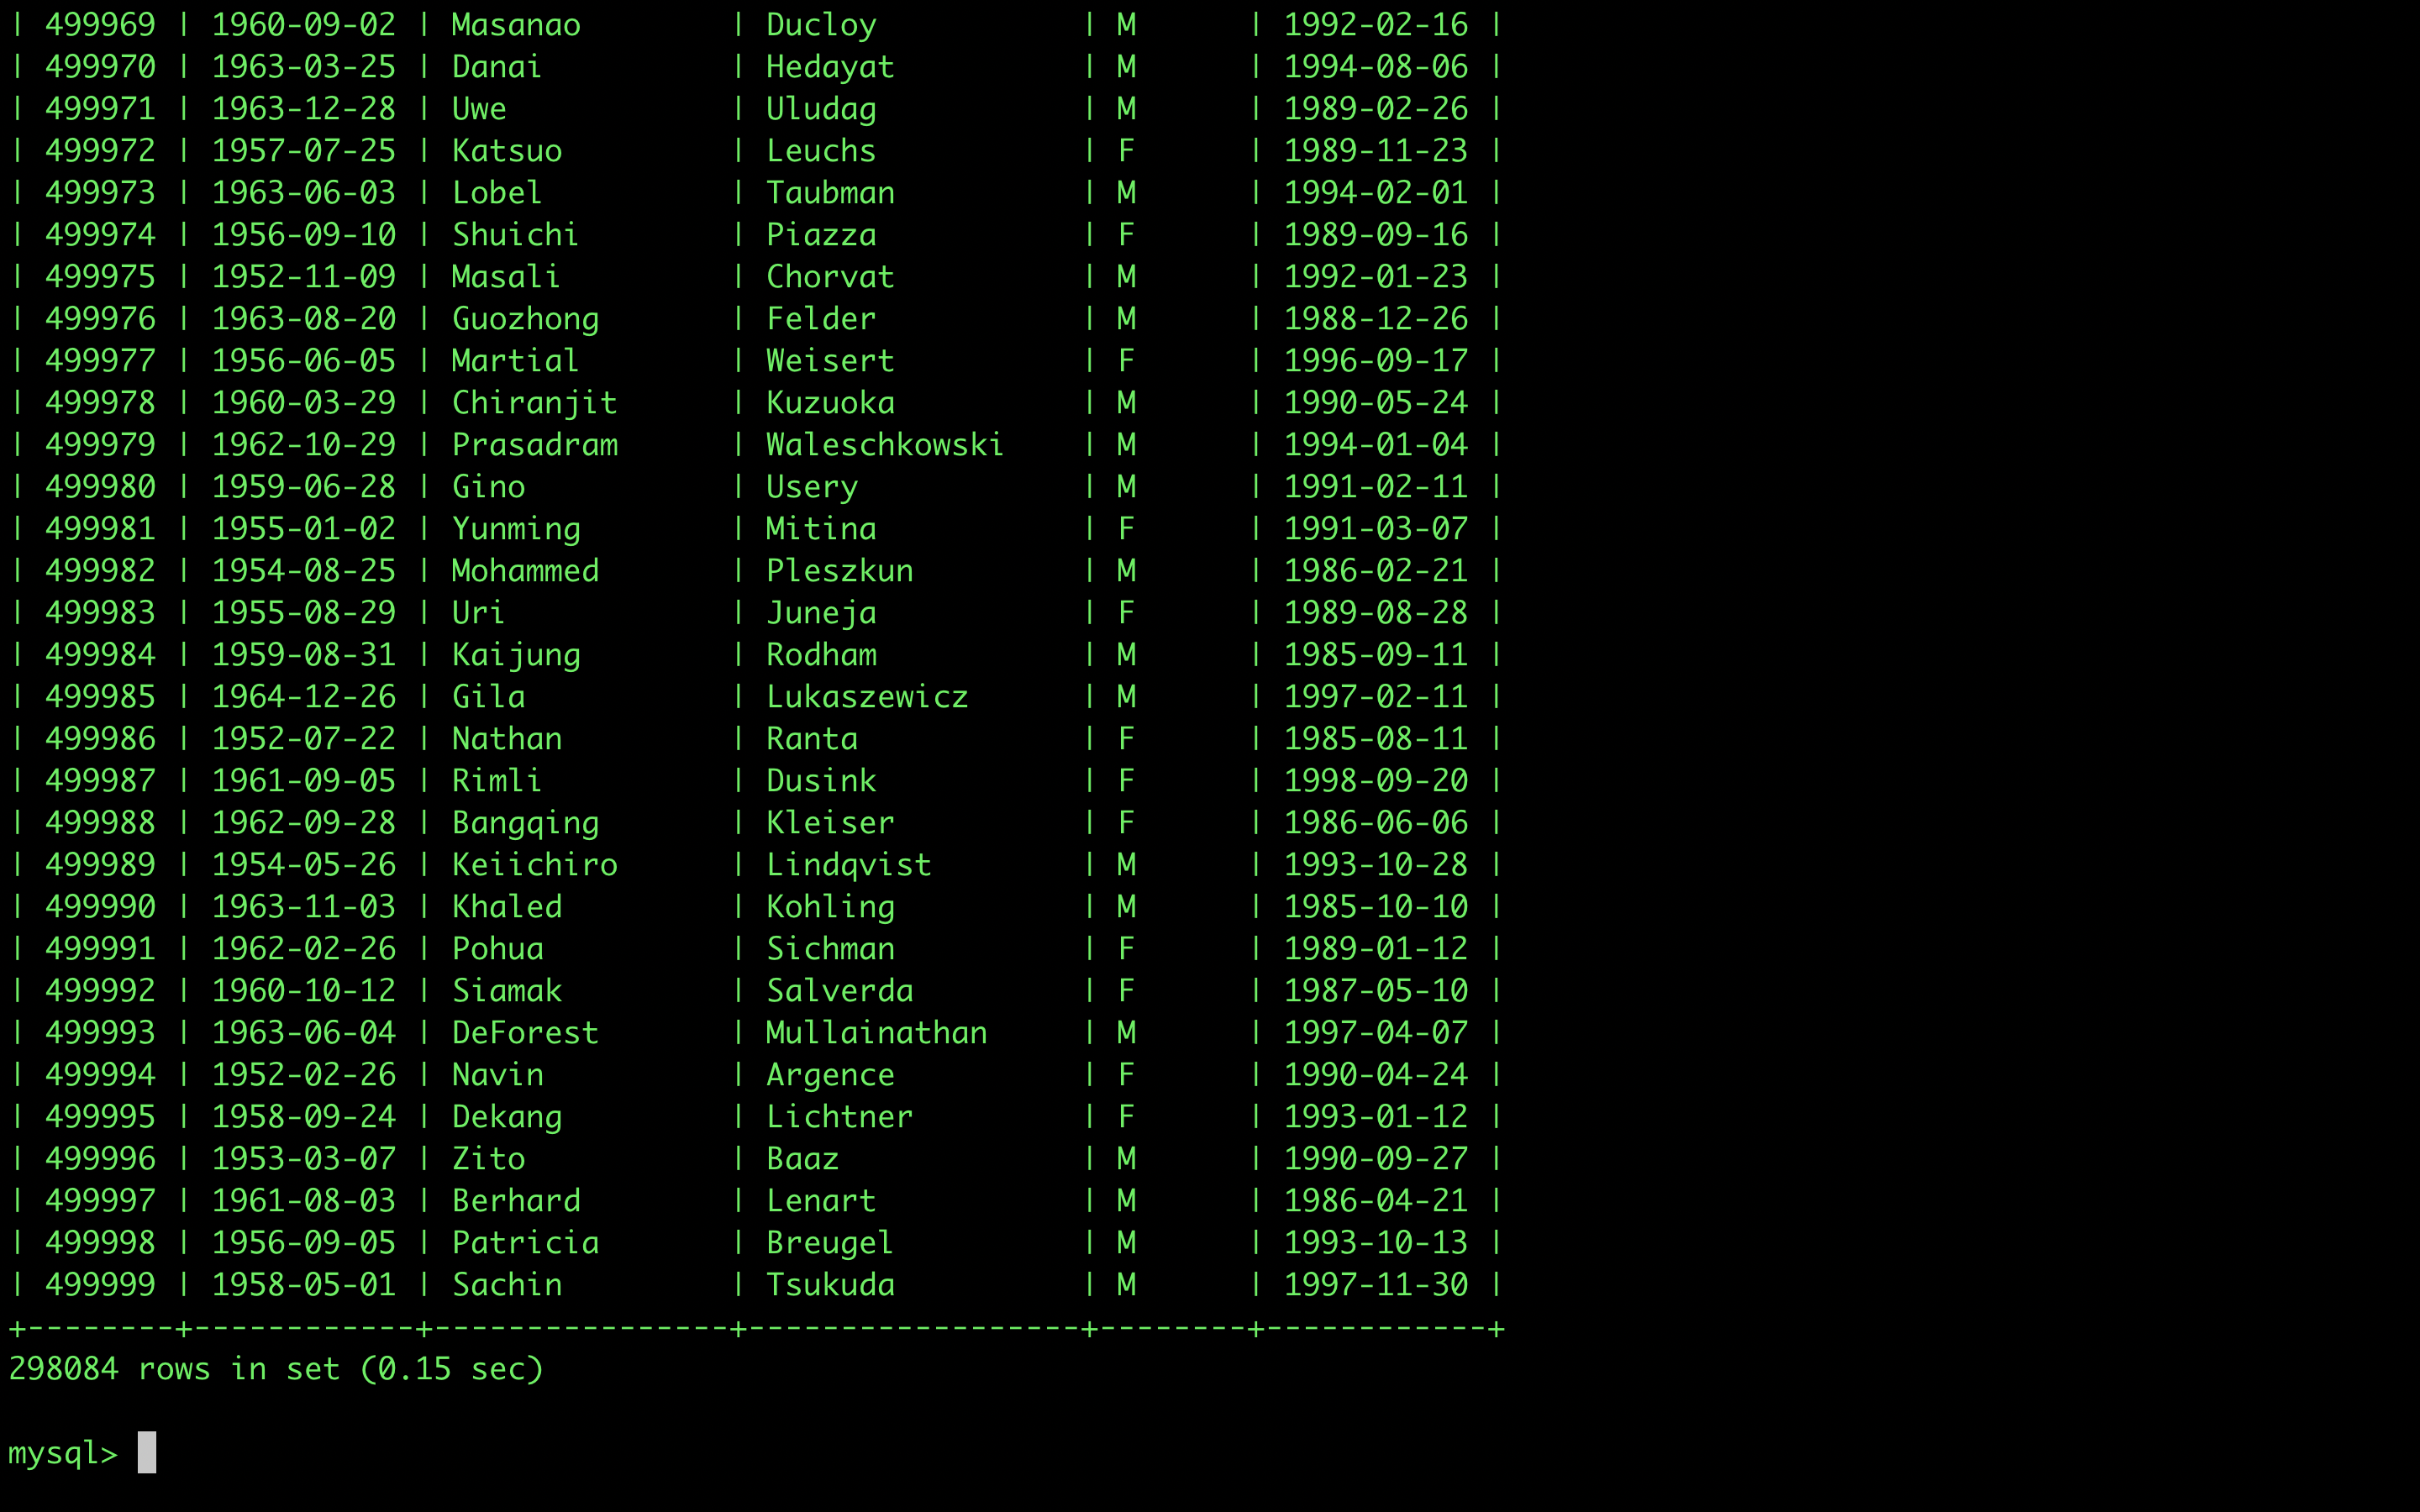 | 499969 | 1960-09-02 | Masanao        | Ducloy           | M      | 1992-02-16 |
| 499970 | 1963-03-25 | Danai          | Hedayat          | M      | 1994-08-06 |
| 499971 | 1963-12-28 | Uwe            | Uludag           | M      | 1989-02-26 |
| 499972 | 1957-07-25 | Katsuo         | Leuchs           | F      | 1989-11-23 |
| 499973 | 1963-06-03 | Lobel          | Taubman          | M      | 1994-02-01 |
| 499974 | 1956-09-10 | Shuichi        | Piazza           | F      | 1989-09-16 |
| 499975 | 1952-11-09 | Masali         | Chorvat          | M      | 1992-01-23 |
| 499976 | 1963-08-20 | Guozhong       | Felder           | M      | 1988-12-26 |
| 499977 | 1956-06-05 | Martial        | Weisert          | F      | 1996-09-17 |
| 499978 | 1960-03-29 | Chiranjit      | Kuzuoka          | M      | 1990-05-24 |
| 499979 | 1962-10-29 | Prasadram      | Waleschkowski    | M      | 1994-01-04 |
| 499980 | 1959-06-28 | Gino           | Usery            | M      | 1991-02-11 |
| 499981 | 1955-01-02 | Yunming        | Mitina           | F      | 1991-03-07 |
| 499982 | 1954-08-25 | Mohammed       | Pleszkun         | M      | 1986-02-21 |
| 499983 | 1955-08-29 | Uri            | Juneja           | F      | 1989-08-28 |
| 499984 | 1959-08-31 | Kaijung        | Rodham           | M      | 1985-09-11 |
| 499985 | 1964-12-26 | Gila           | Lukaszewicz      | M      | 1997-02-11 |
| 499986 | 1952-07-22 | Nathan         | Ranta            | F      | 1985-08-11 |
| 499987 | 1961-09-05 | Rimli          | Dusink           | F      | 1998-09-20 |
| 499988 | 1962-09-28 | Bangqing       | Kleiser          | F      | 1986-06-06 |
| 499989 | 1954-05-26 | Keiichiro      | Lindqvist        | M      | 1993-10-28 |
| 499990 | 1963-11-03 | Khaled         | Kohling          | M      | 1985-10-10 |
| 499991 | 1962-02-26 | Pohua          | Sichman          | F      | 1989-01-12 |
| 499992 | 1960-10-12 | Siamak         | Salverda         | F      | 1987-05-10 |
| 499993 | 1963-06-04 | DeForest       | Mullainathan     | M      | 1997-04-07 |
| 499994 | 1952-02-26 | Navin          | Argence          | F      | 1990-04-24 |
| 499995 | 1958-09-24 | Dekang         | Lichtner         | F      | 1993-01-12 |
| 499996 | 1953-03-07 | Zito           | Baaz             | M      | 1990-09-27 |
| 499997 | 1961-08-03 | Berhard        | Lenart           | M      | 1986-04-21 |
| 499998 | 1956-09-05 | Patricia       | Breugel          | M      | 1993-10-13 |
| 499999 | 1958-05-01 | Sachin         | Tsukuda          | M      | 1997-11-30 |
+--------+------------+----------------+------------------+--------+------------+
298084 rows in set (0.15 sec)
mysql>